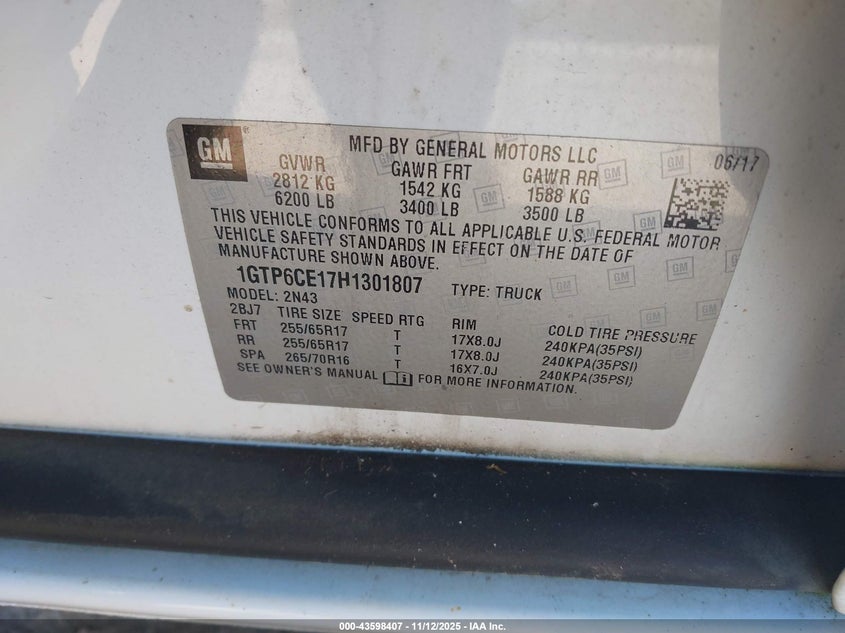 GM
MFD BY GENERAL MOTORS LLC
06/17
GVWR GAWR FRT GAWR RR
2812 KG 1542 KG 1588 KG
6200 LB 3400 LB 3500 LB
THIS VEHICLE CONFORMS TO ALL APPLICABLE U.S. FEDERAL MOTOR
VEHICLE SAFETY STANDARDS IN EFFECT ON THE DATE OF
MANUFACTURE SHOWN ABOVE.
1GTP6CE17H1301807 TYPE: TRUCK
MODEL: 2N43
2BJ7 TIRE SIZE SPEED RTG RIM COLD TIRE PRESSURE
FRT 255/65R17 T 17X8.0J 240KPA(35PSI)
RR 255/65R17 T 17X8.0J 240KPA(35PSI)
SPA 265/70R16 T 16X7.0J 240KPA(35PSI)
SEE OWNER'S MANUAL FOR MORE INFORMATION.
000-43598407 - 11/12/2025 - IAA Inc.